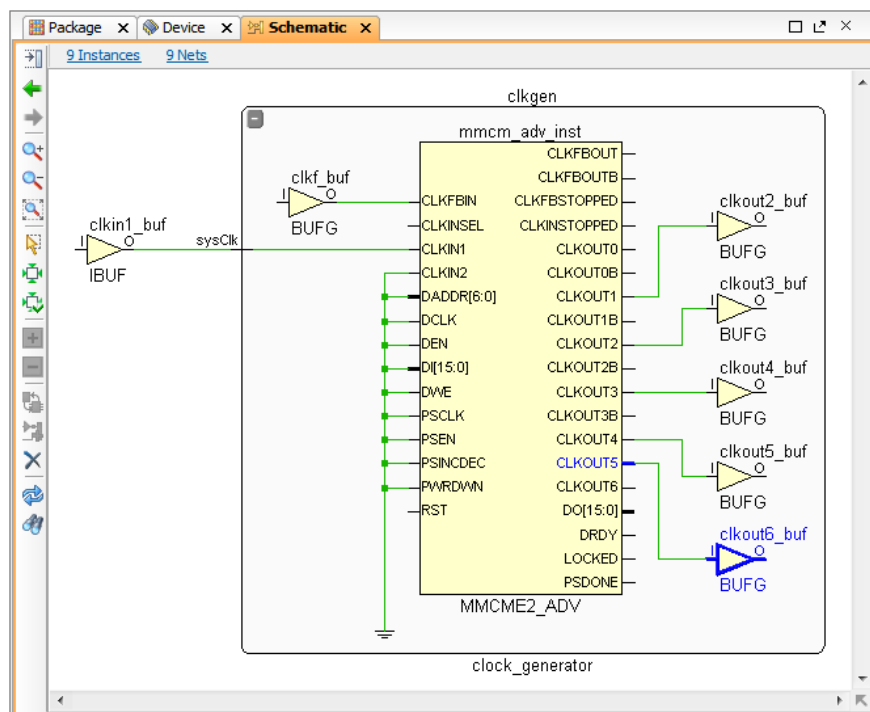 Package Device Schematic
9 Instances 9 Nets
clkgen
mmcm_adv_inst
clkin1_buf
I O
IBUF
sysClk
clkf_buf
I O
BUFG
CLKFBIN
CLKINSEL
CLKIN1
CLKIN2
DADDR[6:0]
DCLK
DEN
DI[15:0]
DWE
PSCLK
PSEN
PSINCDEC
PWRDWN
RST
CLKFBOUT
CLKFBOUTB
CLKFBSTOPPED
CLKINSTOPPED
CLKOUT0
CLKOUT0B
CLKOUT1
CLKOUT1B
CLKOUT2
CLKOUT2B
CLKOUT3
CLKOUT3B
CLKOUT4
CLKOUT5
CLKOUT6
DO[15:0]
DRDY
LOCKED
PSDONE
MMCME2_ADV
clkout2_buf
I O
BUFG
clkout3_buf
I O
BUFG
clkout4_buf
I O
BUFG
clkout5_buf
I O
BUFG
clkout6_buf
I O
BUFG
clock_generator